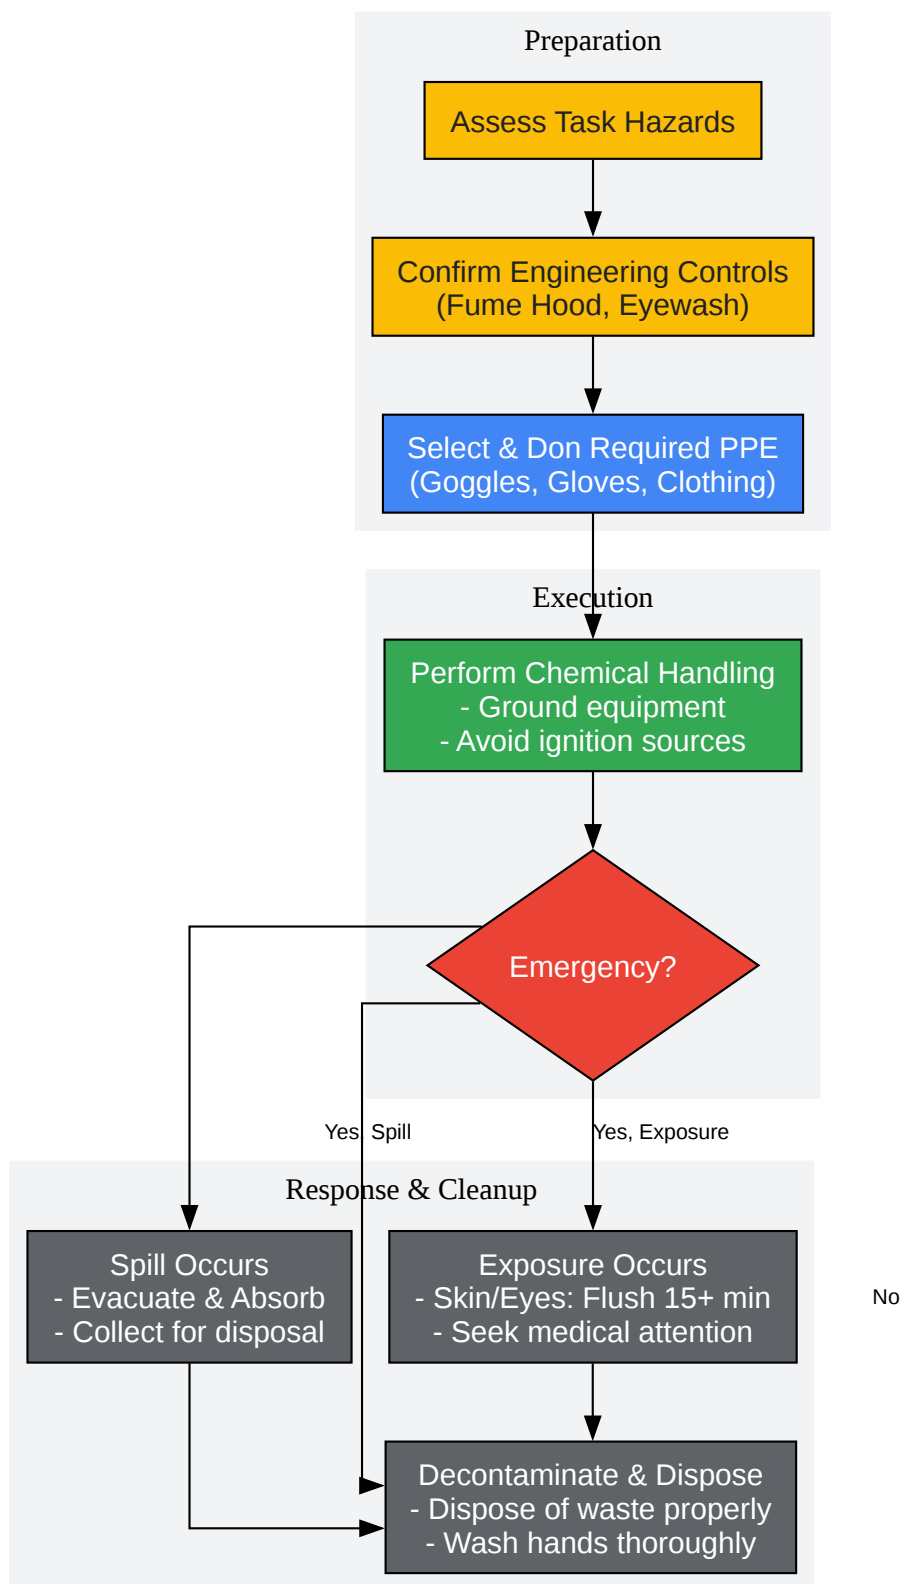 Preparation
Assess Task Hazards
Confirm Engineering Controls
(Fume Hood, Eyewash)
Select & Don Required PPE
(Goggles, Gloves, Clothing)
Execution
Perform Chemical Handling
- Ground equipment
- Avoid ignition sources
Emergency?
Yes, Spill
Yes, Exposure
Response & Cleanup
Spill Occurs
- Evacuate & Absorb
- Collect for disposal
Exposure Occurs
- Skin/Eyes: Flush 15+ min
- Seek medical attention
No
Decontaminate & Dispose
- Dispose of waste properly
- Wash hands thoroughly